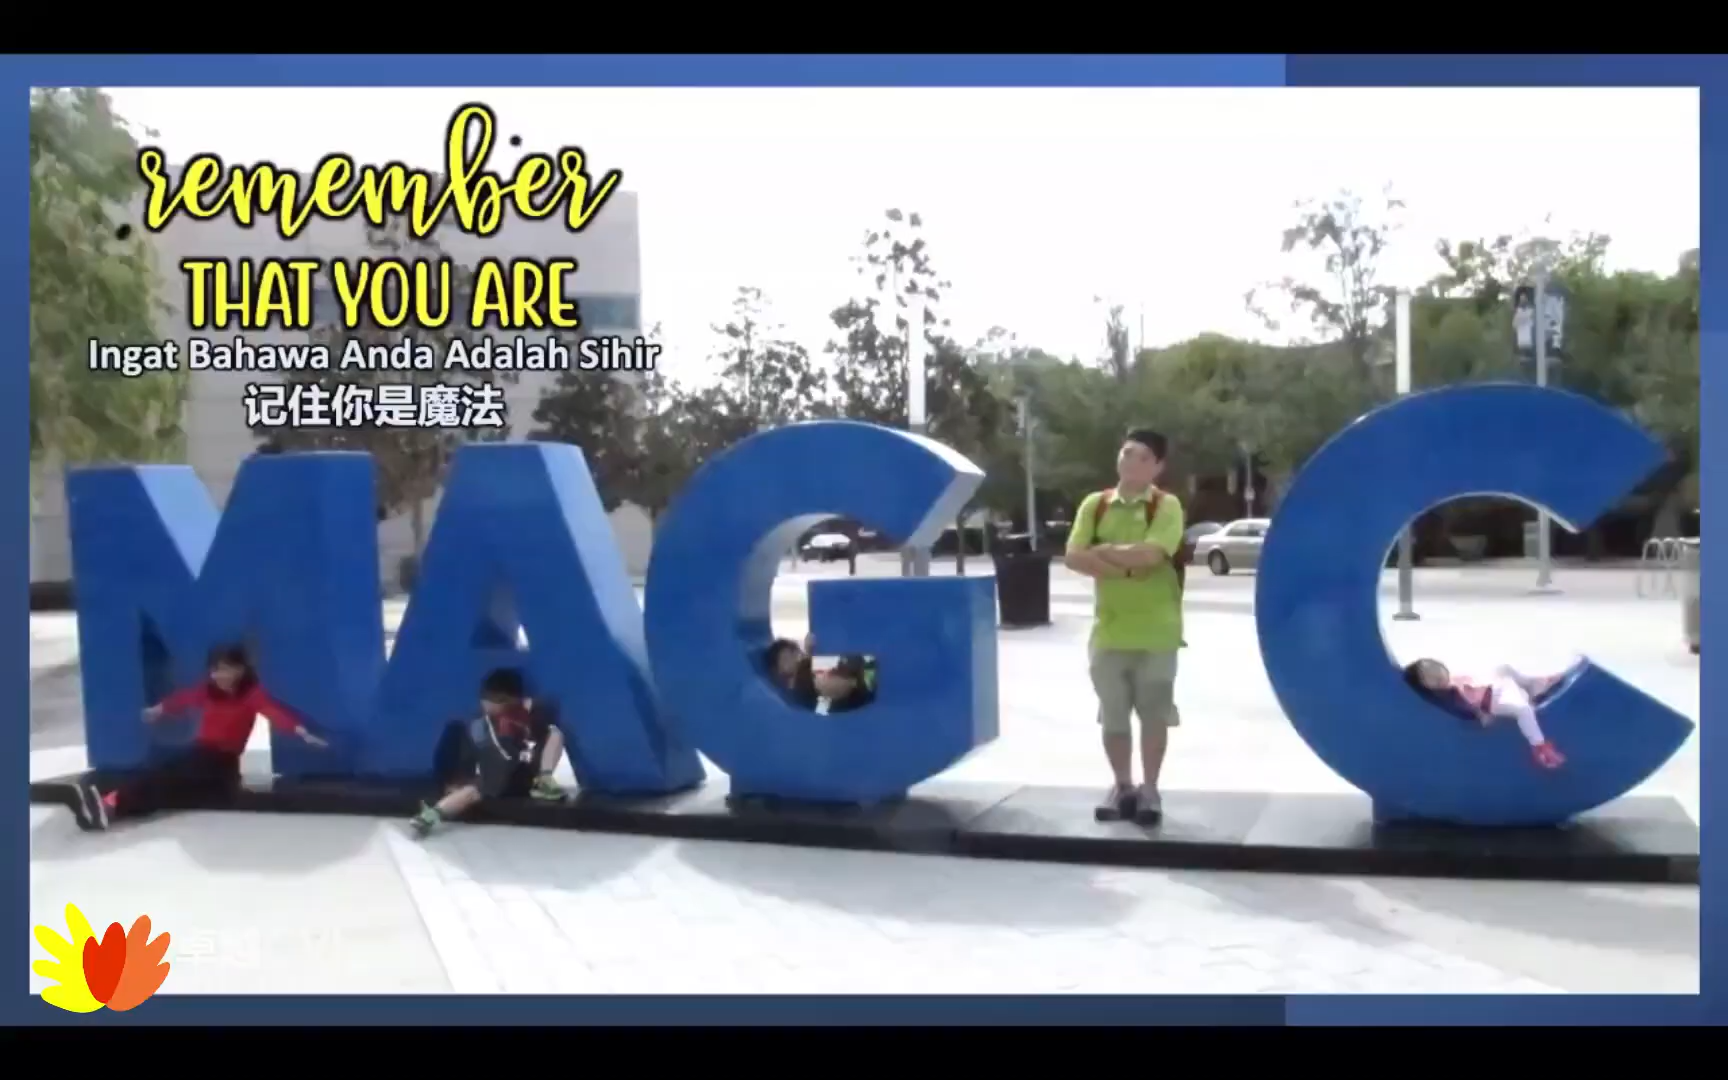 remember
THAT YOU ARE
Ingat Bahawa Anda Adalah Sihir
记住你是魔法
MAG C